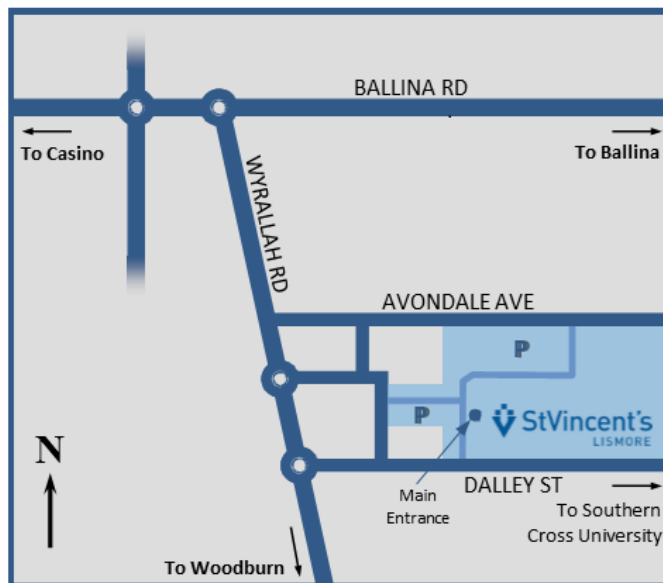 BALLINA RD
To Casino
To Ballina
WYRALLAH RD
AVONDALE AVE
P
P
StVincent's
LISMORE
N
Main
Entrance
DALLEY ST
To Southern
Cross University
To Woodburn